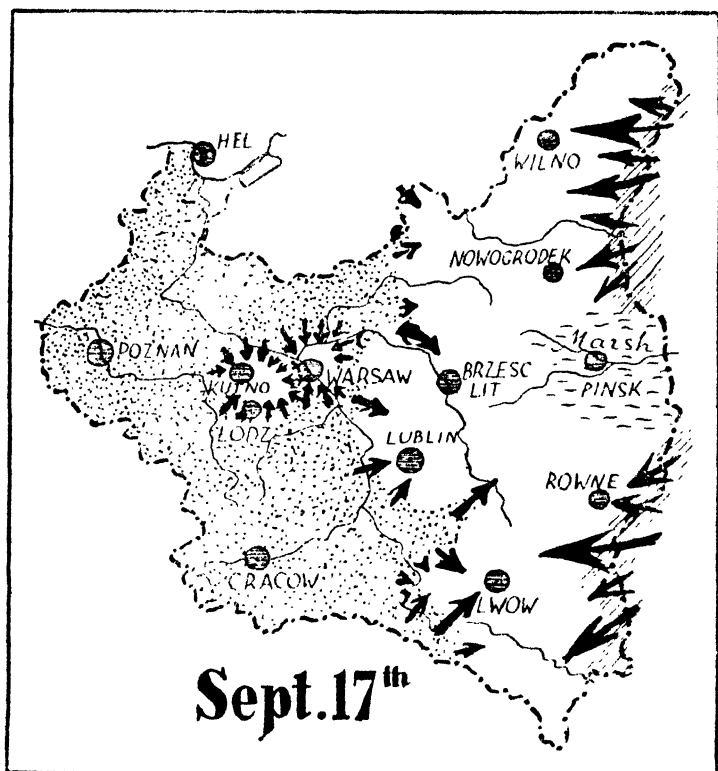 HEL
WILNO
NOWOGRODEK
POZNAN
KUTNO
WARSAW
BRZESC
LIT
Marsh
PINSK
LODZ
LUBLIN
ROWNE
CRACOW
LWOW
Sept. 17th